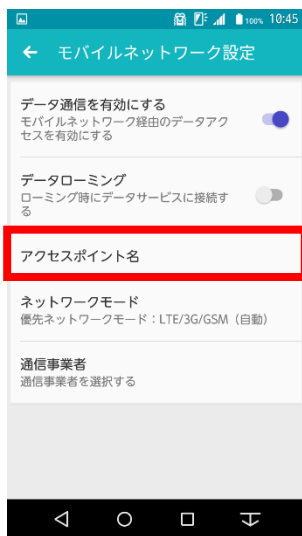 100% 10:45
モバイルネットワーク設定
データ通信を有効にする
モバイルネットワーク経由のデータアク
セスを有効にする
データローミング
ローミング時にデータサービスに接続す
る
アクセスポイント名
ネットワークモード
優先ネットワークモード：LTE/3G/GSM（自動）
通信事業者
通信事業者を選択する